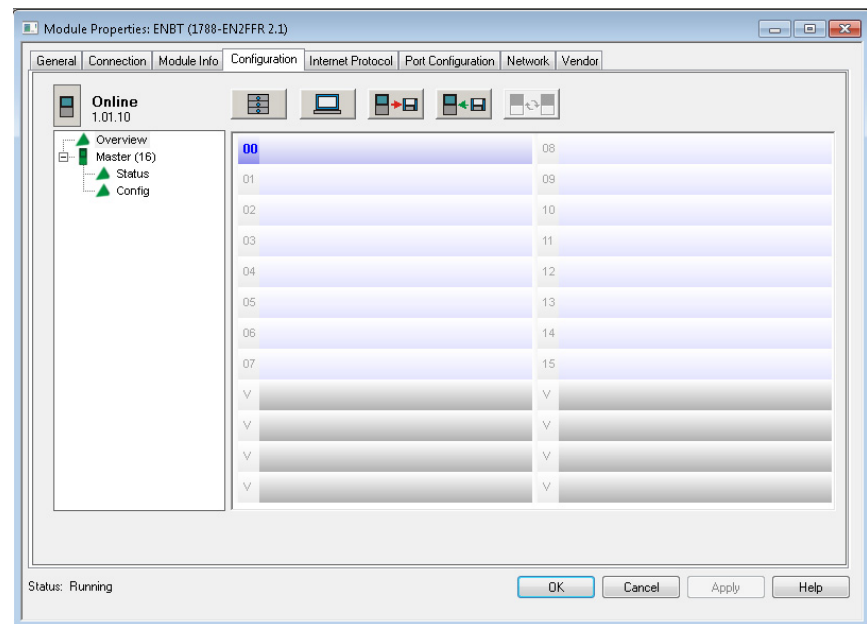 Module Properties: ENBT (1788-EN2FFR 2.1)
General Connection Module Info Configuration Internet Protocol Port Configuration Network Vendor
Online
1.01.10
Overview
Master (16)
Status
Config
00 08
01 09
02 10
03 11
04 12
05 13
06 14
07 15
V V
V V
V V
V V
Status: Running OK Cancel Apply Help